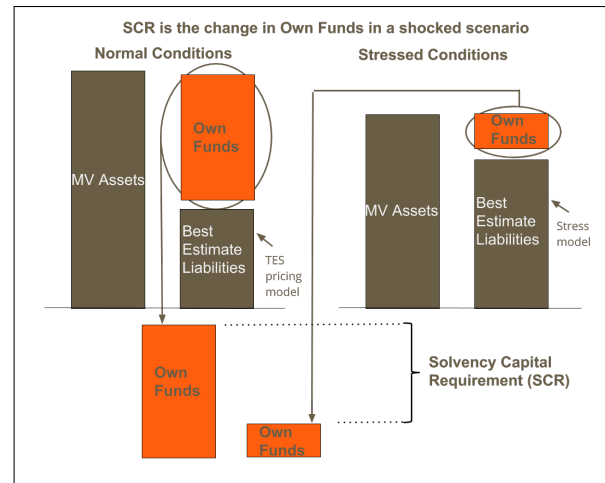 SCR is the change in Own Funds in a shocked scenario
Normal Conditions
Stressed Conditions
Own
Funds
MV Assets
Best
Estimate
Liabilities
TES
pricing
model
Own
Funds
MV Assets
Best
Estimate
Liabilities
Stress
model
Own
Funds
Own
Funds
Solvency Capital
Requirement (SCR)